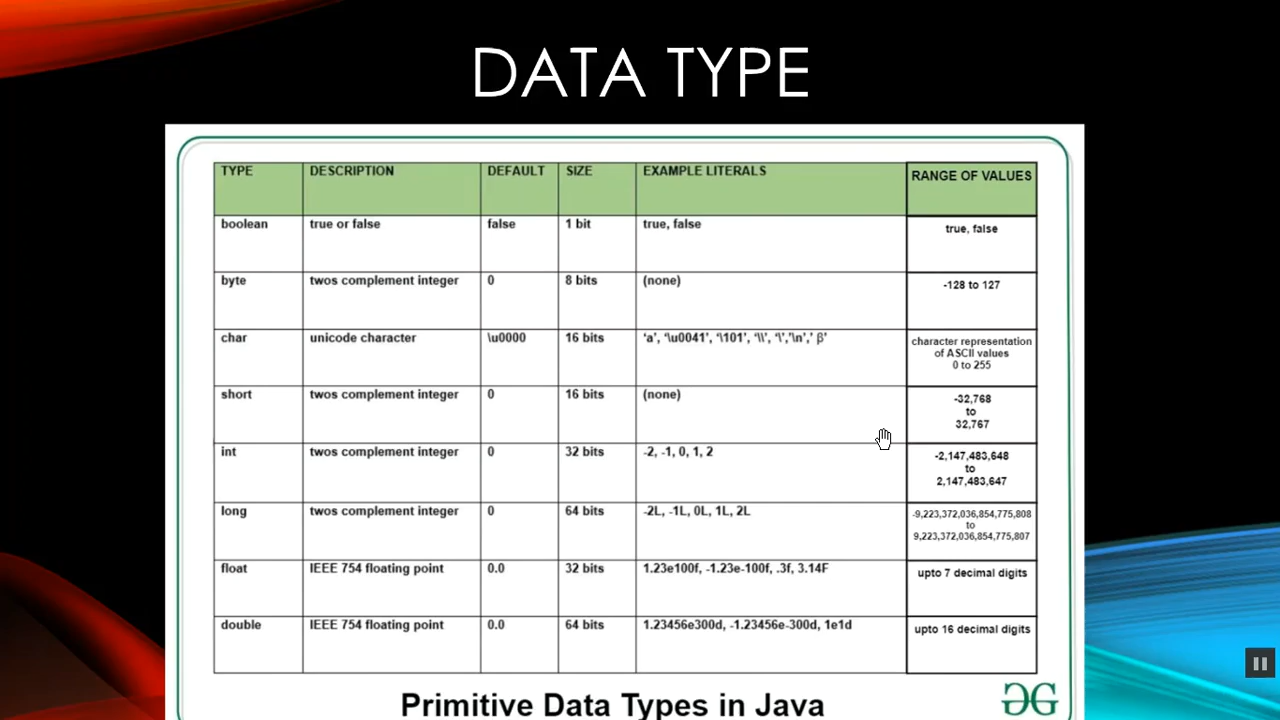 DATA TYPE
TYPE DESCRIPTION DEFAULT SIZE EXAMPLE LITERALS RANGE OF VALUES
boolean true or false false 1 bit true, false true, false
byte twos complement integer 0 8 bits (none) -128 to 127
char unicode character \u0000 16 bits ‘a’, ‘\u0041’, ‘\101’, ‘\\’, ‘\’,‘\n’,’ β’ character representation
of ASCII values
0 to 255
short twos complement integer 0 16 bits (none) -32,768
to
32,767
int twos complement integer 0 32 bits -2, -1, 0, 1, 2 -2,147,483,648
to
2,147,483,647
long twos complement integer 0 64 bits -2L, -1L, 0L, 1L, 2L -9,223,372,036,854,775,808
to
9,223,372,036,854,775,807
float IEEE 754 floating point 0.0 32 bits 1.23e100f, -1.23e-100f, .3f, 3.14F upto 7 decimal digits
double IEEE 754 floating point 0.0 64 bits 1.23456e300d, -1.23456e-300d, 1e1d upto 16 decimal digits
Primitive Data Types in Java